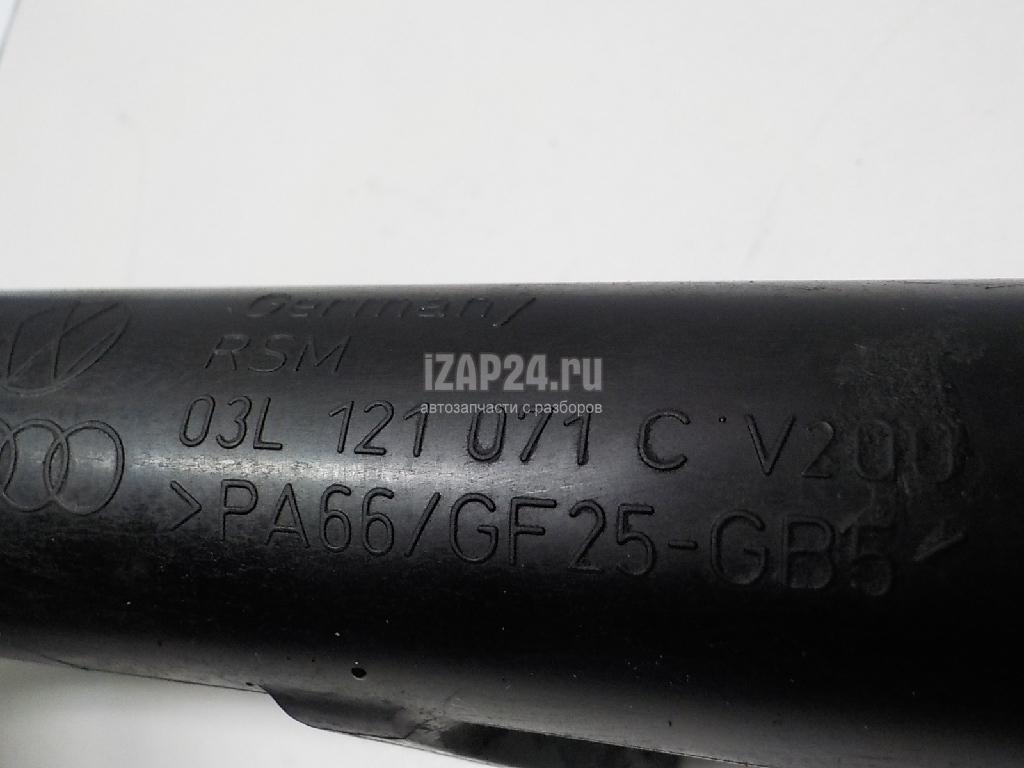 Germany
RSM
iZAP24.ru
автозапчасти с разборов
03L 121 071 C V200
>PA66/GF25-GB5<